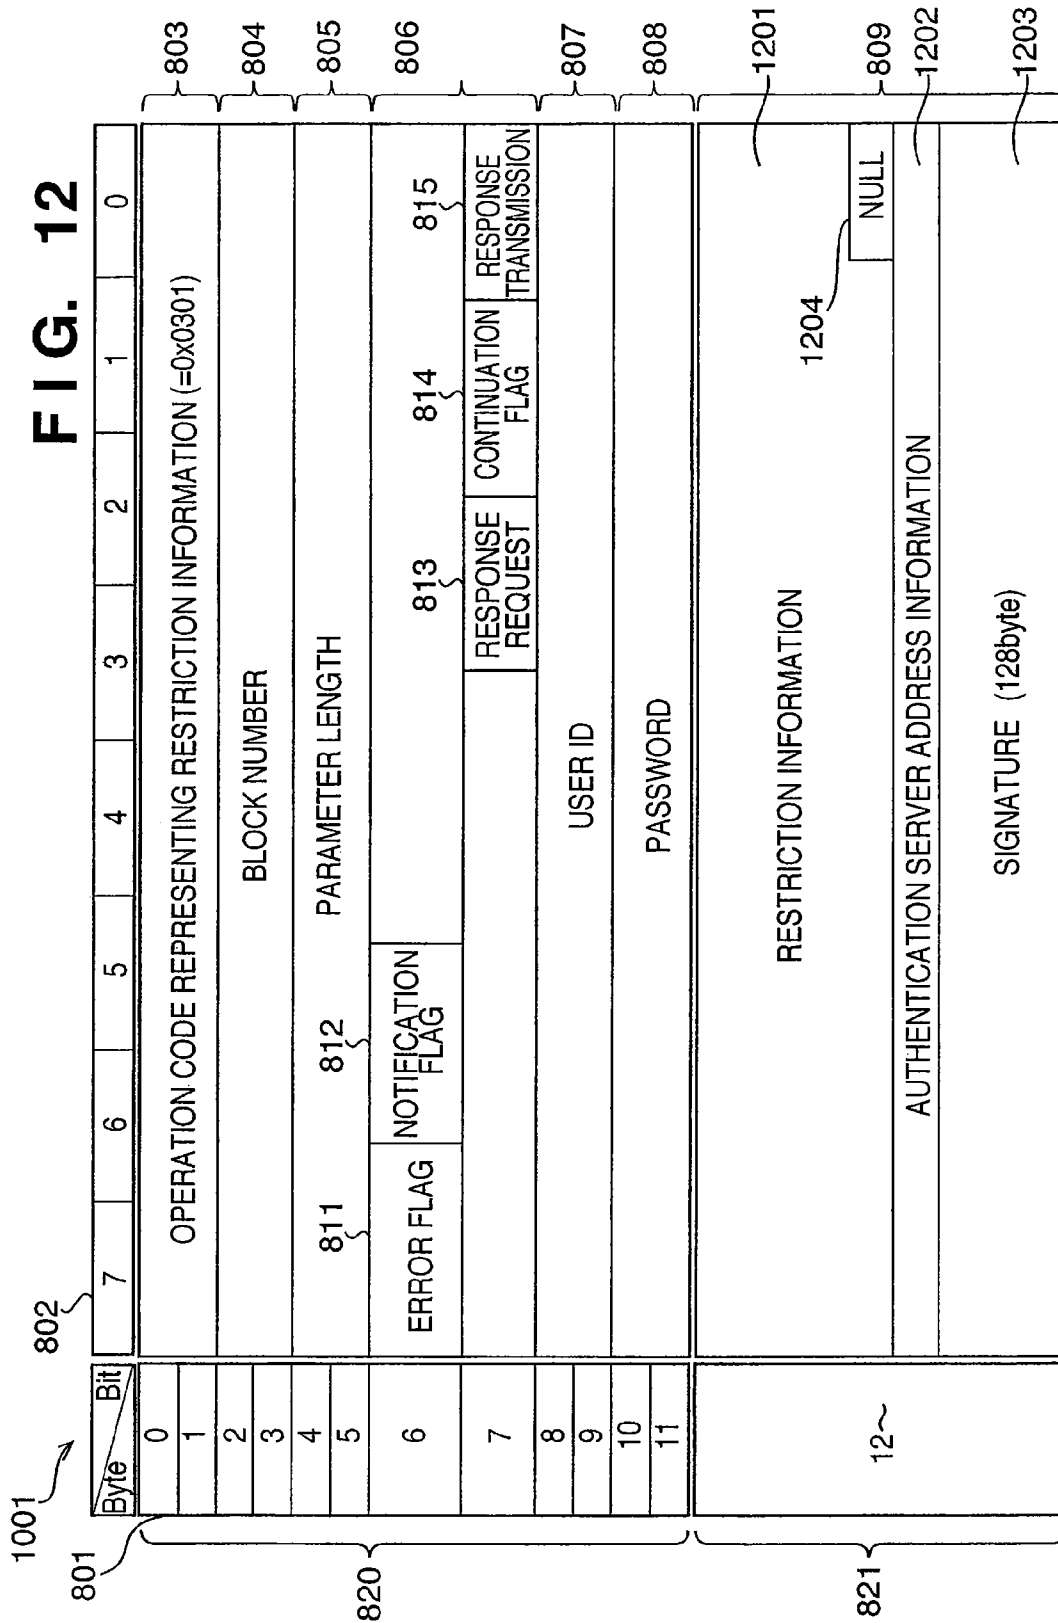 FIG. 12
1001
802
801
Byte
Bit
7 6 5 4 3 2 1 0
0
1
OPERATION CODE REPRESENTING RESTRICTION INFORMATION (=0x0301)
803
2
3
BLOCK NUMBER
804
4
5
PARAMETER LENGTH
805
811
812
6
ERROR FLAG
NOTIFICATION
FLAG
806
813
814
815
7
RESPONSE
REQUEST
CONTINUATION
FLAG
RESPONSE
TRANSMISSION
8
9
USER ID
807
10
11
PASSWORD
808
820
12~
RESTRICTION INFORMATION
1201
1204
NULL
809
AUTHENTICATION SERVER ADDRESS INFORMATION
1202
SIGNATURE (128byte)
1203
821